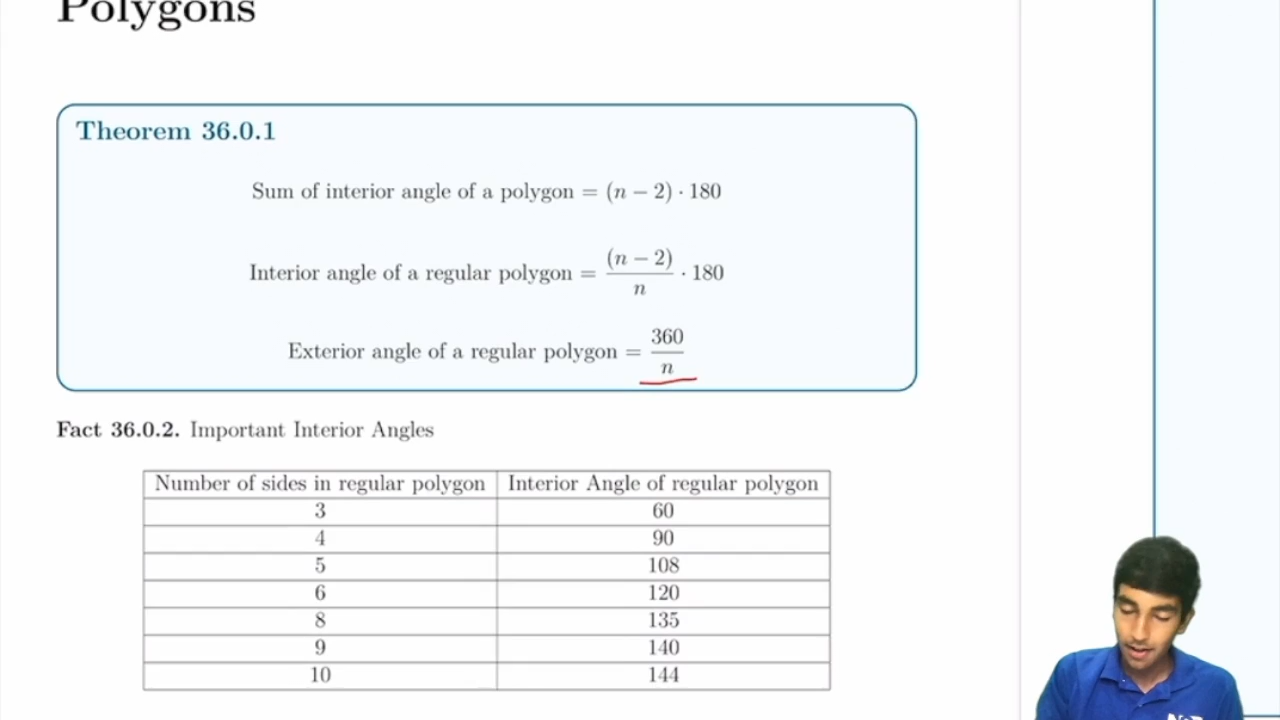 Polygons
Theorem 36.0.1
Sum of interior angle of a polygon = (n − 2) · 180
Interior angle of a regular polygon = (n − 2)/n · 180
Exterior angle of a regular polygon = 360/n
Fact 36.0.2. Important Interior Angles
Number of sides in regular polygon | Interior Angle of regular polygon
3 | 60
4 | 90
5 | 108
6 | 120
8 | 135
9 | 140
10 | 144